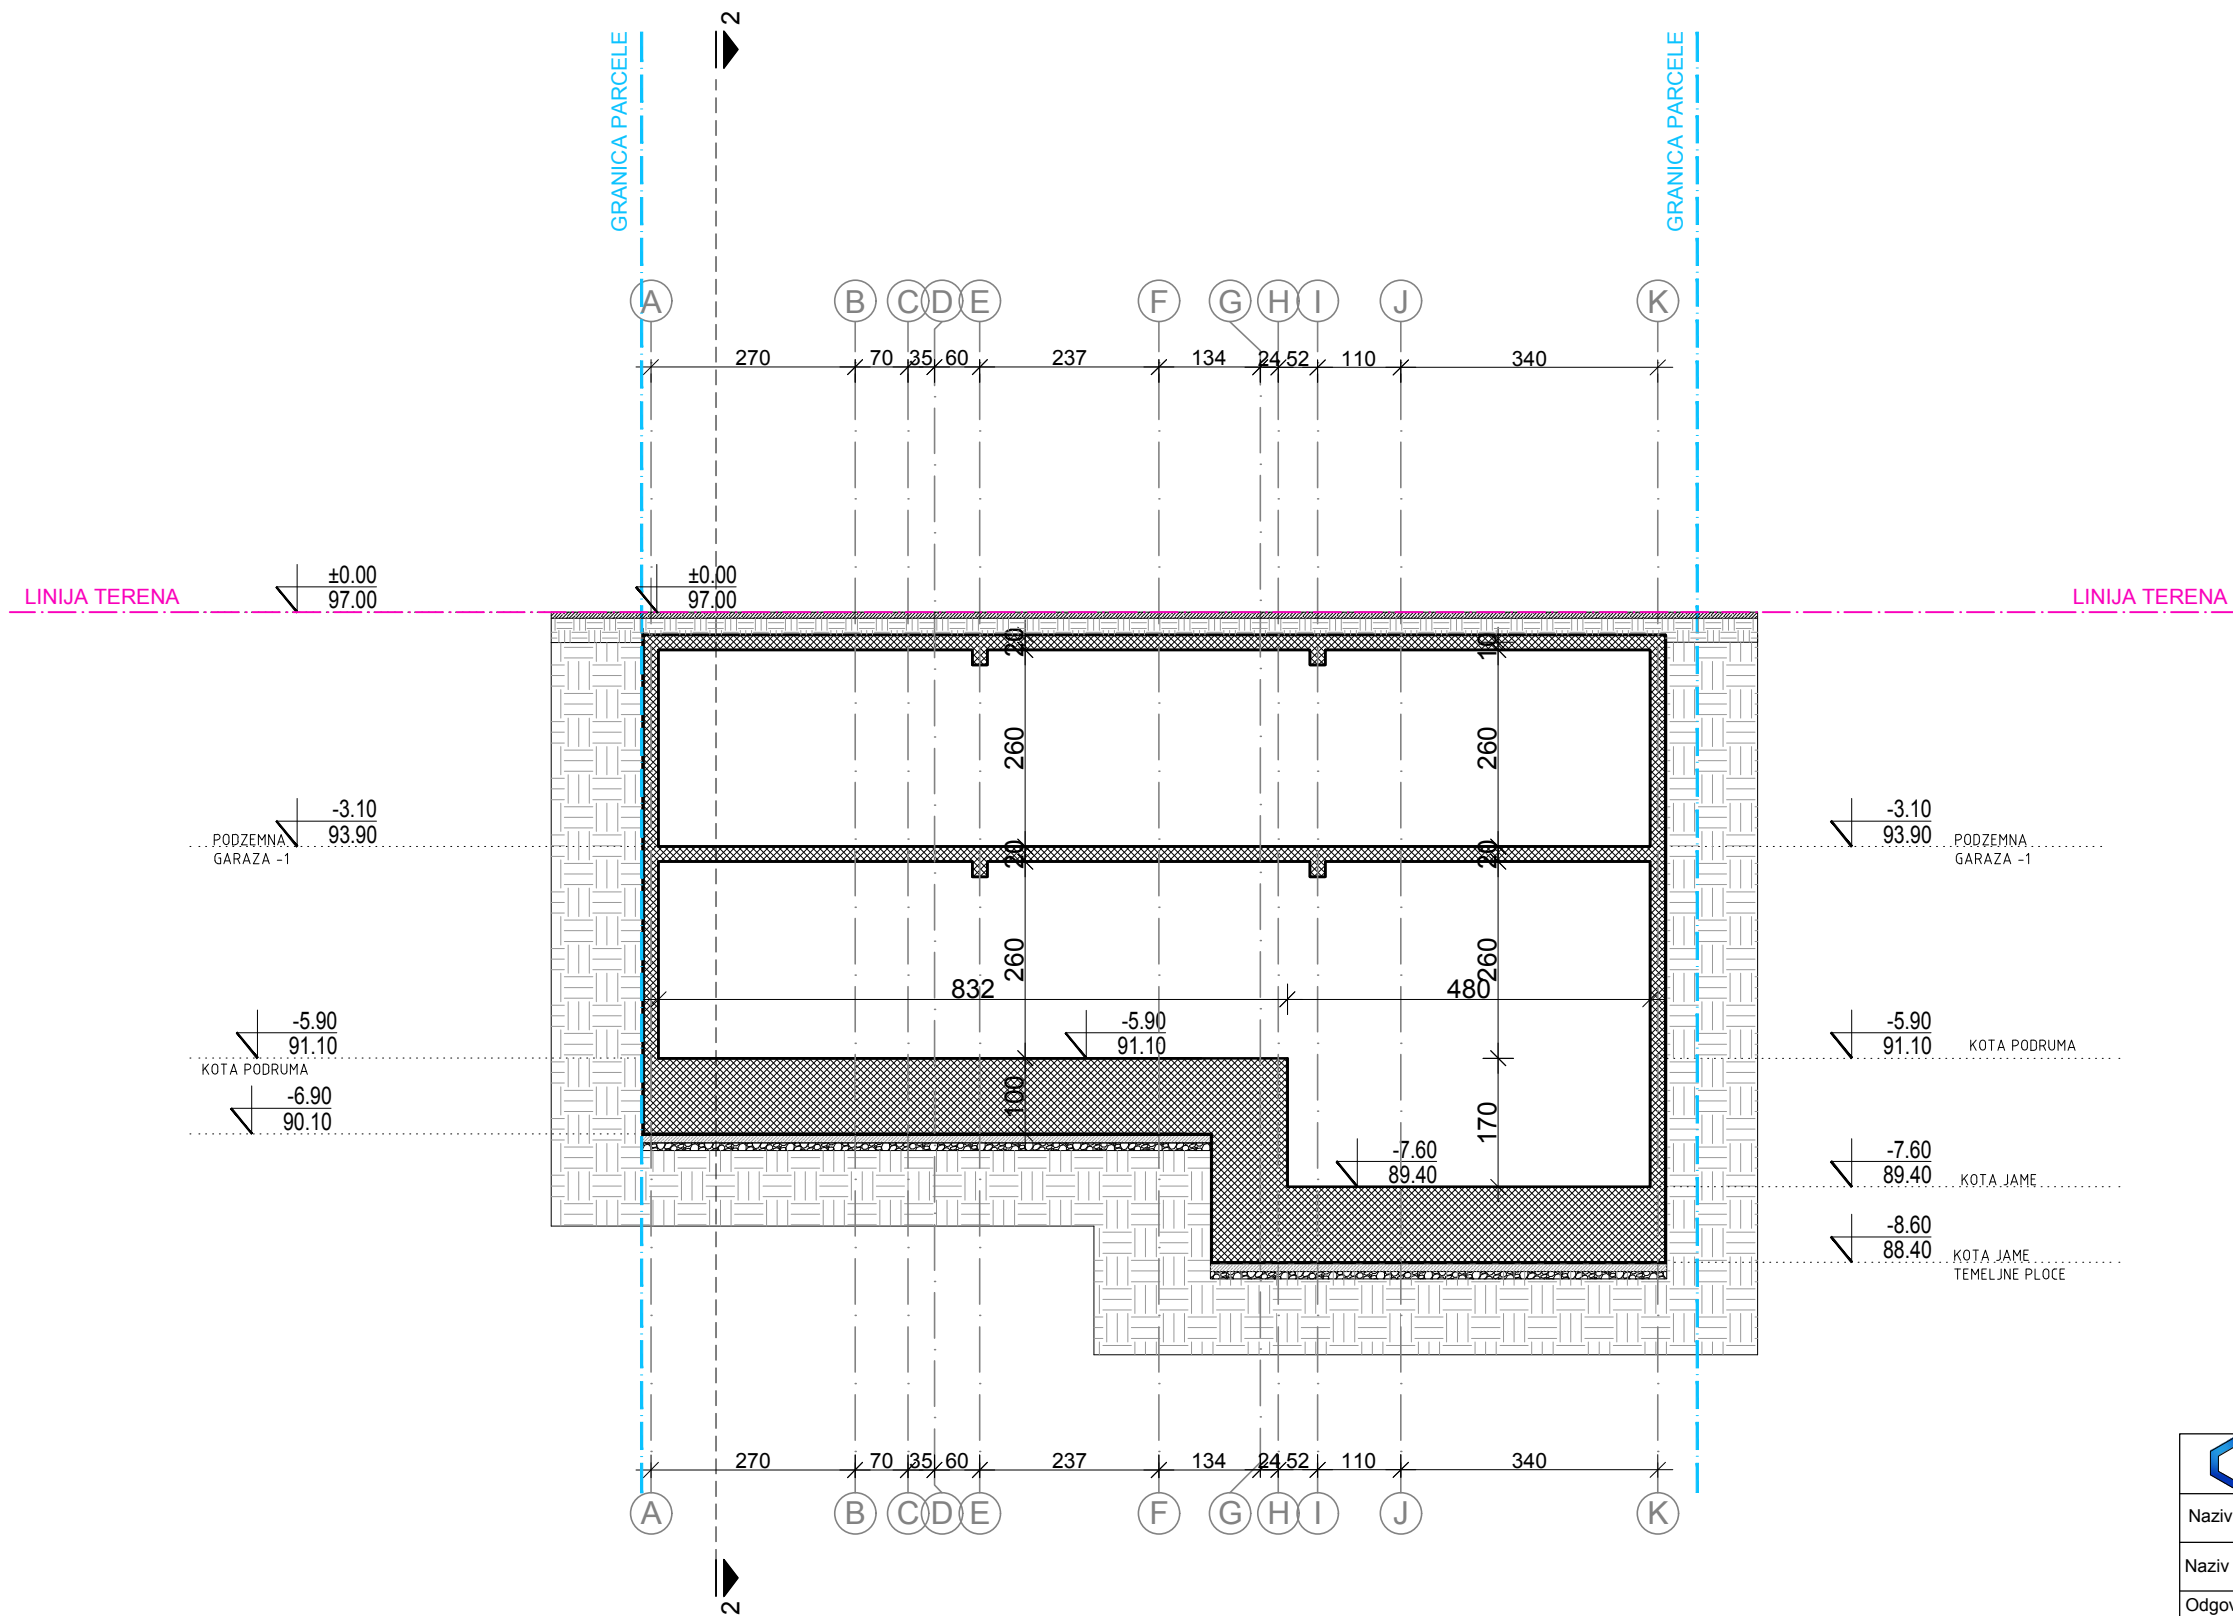 2
GRANICA PARCELE
GRANICA PARCELE
A B C D E F G H I J K
270 70 35 60 237 134 24 52 110 340
LINIJA TERENA
±0.00
97.00
±0.00
97.00
LINIJA TERENA
20
10
260
260
-3.10
93.90
PODZEMNA
GARAZA -1
-3.10
93.90
PODZEMNA
GARAZA -1
20
20
260
260
832
480
-5.90
91.10
KOTA PODRUMA
-5.90
91.10
-5.90
91.10
KOTA PODRUMA
-6.90
90.10
100
170
-7.60
89.40
-7.60
89.40
KOTA JAME
-8.60
88.40
KOTA JAME
TEMELJNE PLOCE
270 70 35 60 237 134 24 52 110 340
A B C D E F G H I J K
2
Naziv
Naziv
Odgov